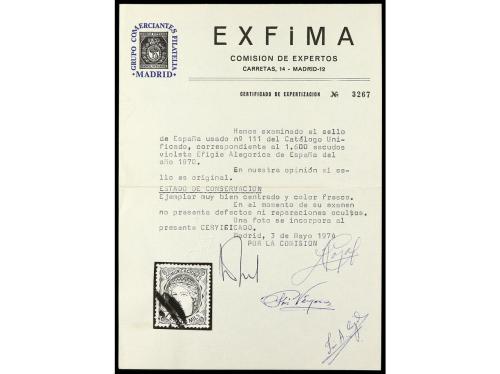 GRUPO COMERCIANTES FILATELIA
MADRID
EXFiMA
COMISION DE EXPERTOS
CARRETAS, 14 - MADRID-12
CERTIFICADO DE EXPERTIZACION № 3267
Hemos examinado el sello
de España usado nº 111 del Catálogo Uni-
ficado, correspondiente al 1,600 escudos
violeta Efigie Alegorica de España del
año 1870.
En nuestra opinión el se-
llo es original.
ESTADO DE CONSERVACION
Ejemplar muy bien centrado y color fresco.
En el momento de su examen
no presenta defectos ni reparaciones ocultos.
Una foto se incorpora al
presente CERTIFICADO.
Madrid, 3 de Mayo 1974
POR LA COMISION